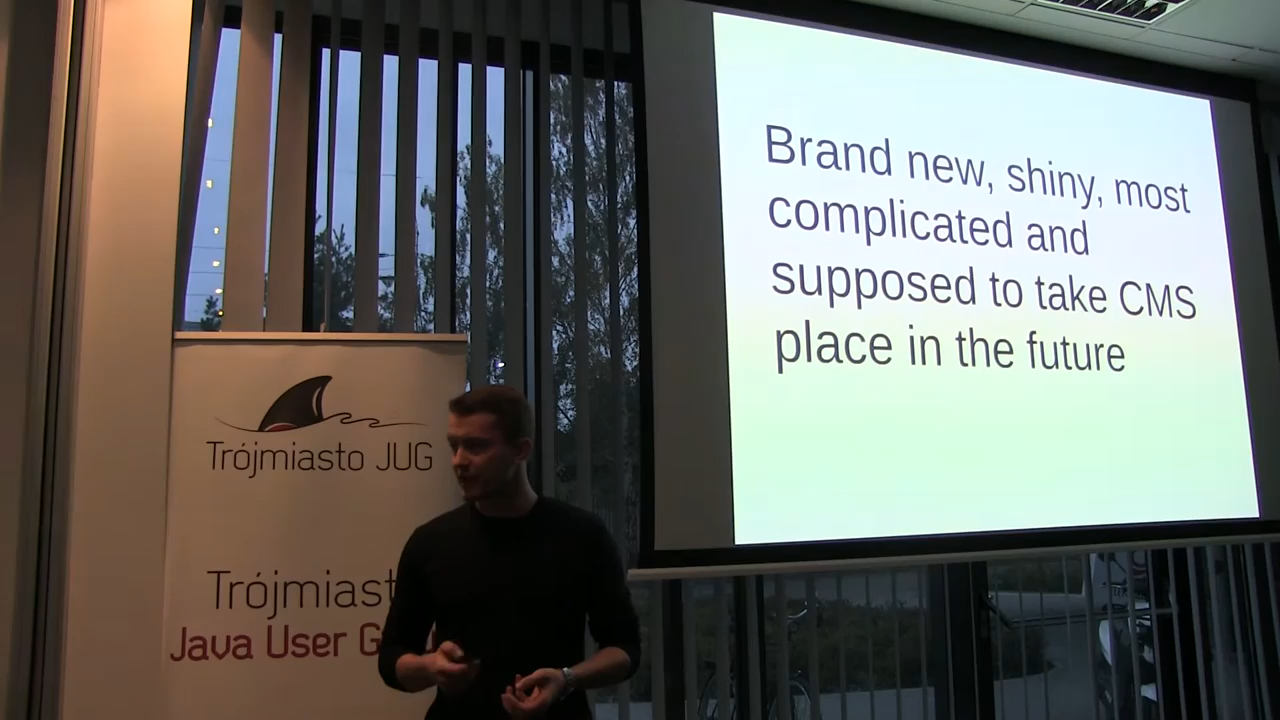 Brand new, shiny, most
complicated and
supposed to take CMS
place in the future
Trójmiasto JUG
Trójmiast
Java User G